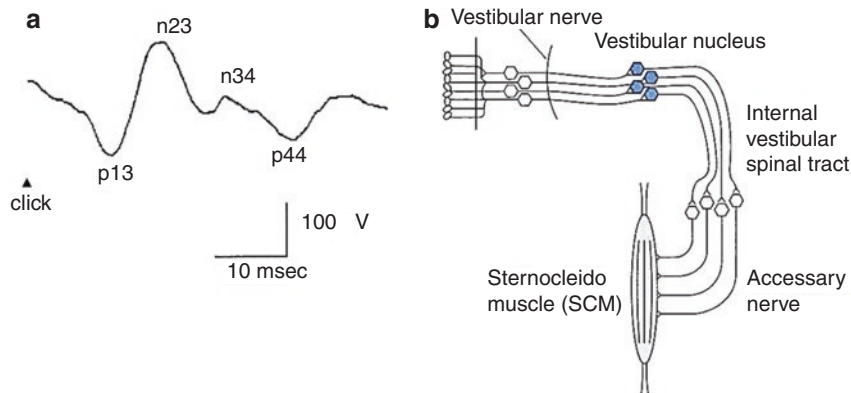 a
n23
n34
p13
p44
click
100 V
10 msec
b
Vestibular nerve
Vestibular nucleus
Internal
vestibular
spinal tract
Sternocleido
muscle (SCM)
Accessary
nerve